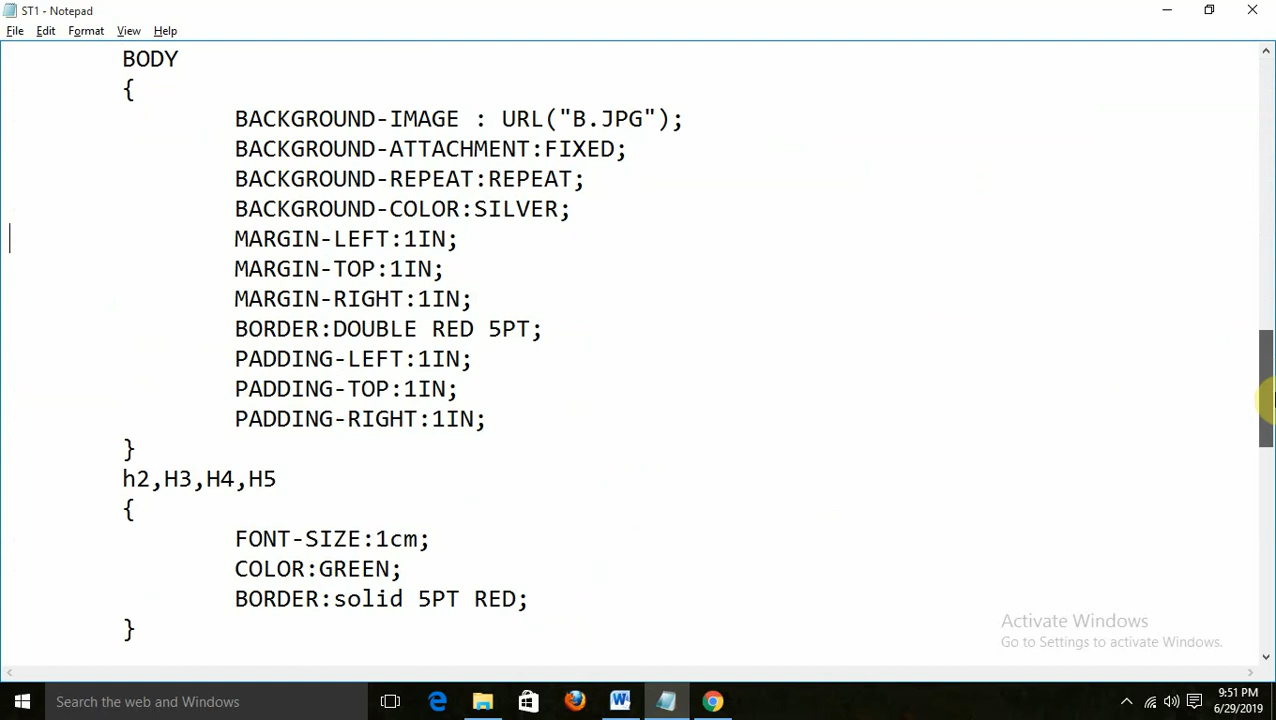 ST1 - Notepad
File Edit Format View Help
BODY
{
BACKGROUND-IMAGE : URL("B.JPG");
BACKGROUND-ATTACHMENT:FIXED;
BACKGROUND-REPEAT:REPEAT;
BACKGROUND-COLOR:SILVER;
MARGIN-LEFT:1IN;
MARGIN-TOP:1IN;
MARGIN-RIGHT:1IN;
BORDER:DOUBLE RED 5PT;
PADDING-LEFT:1IN;
PADDING-TOP:1IN;
PADDING-RIGHT:1IN;
}
h2,H3,H4,H5
{
FONT-SIZE:1cm;
COLOR:GREEN;
BORDER:solid 5PT RED;
}
Activate Windows
Go to Settings to activate Windows.
Search the web and Windows
9:51 PM
6/29/2019